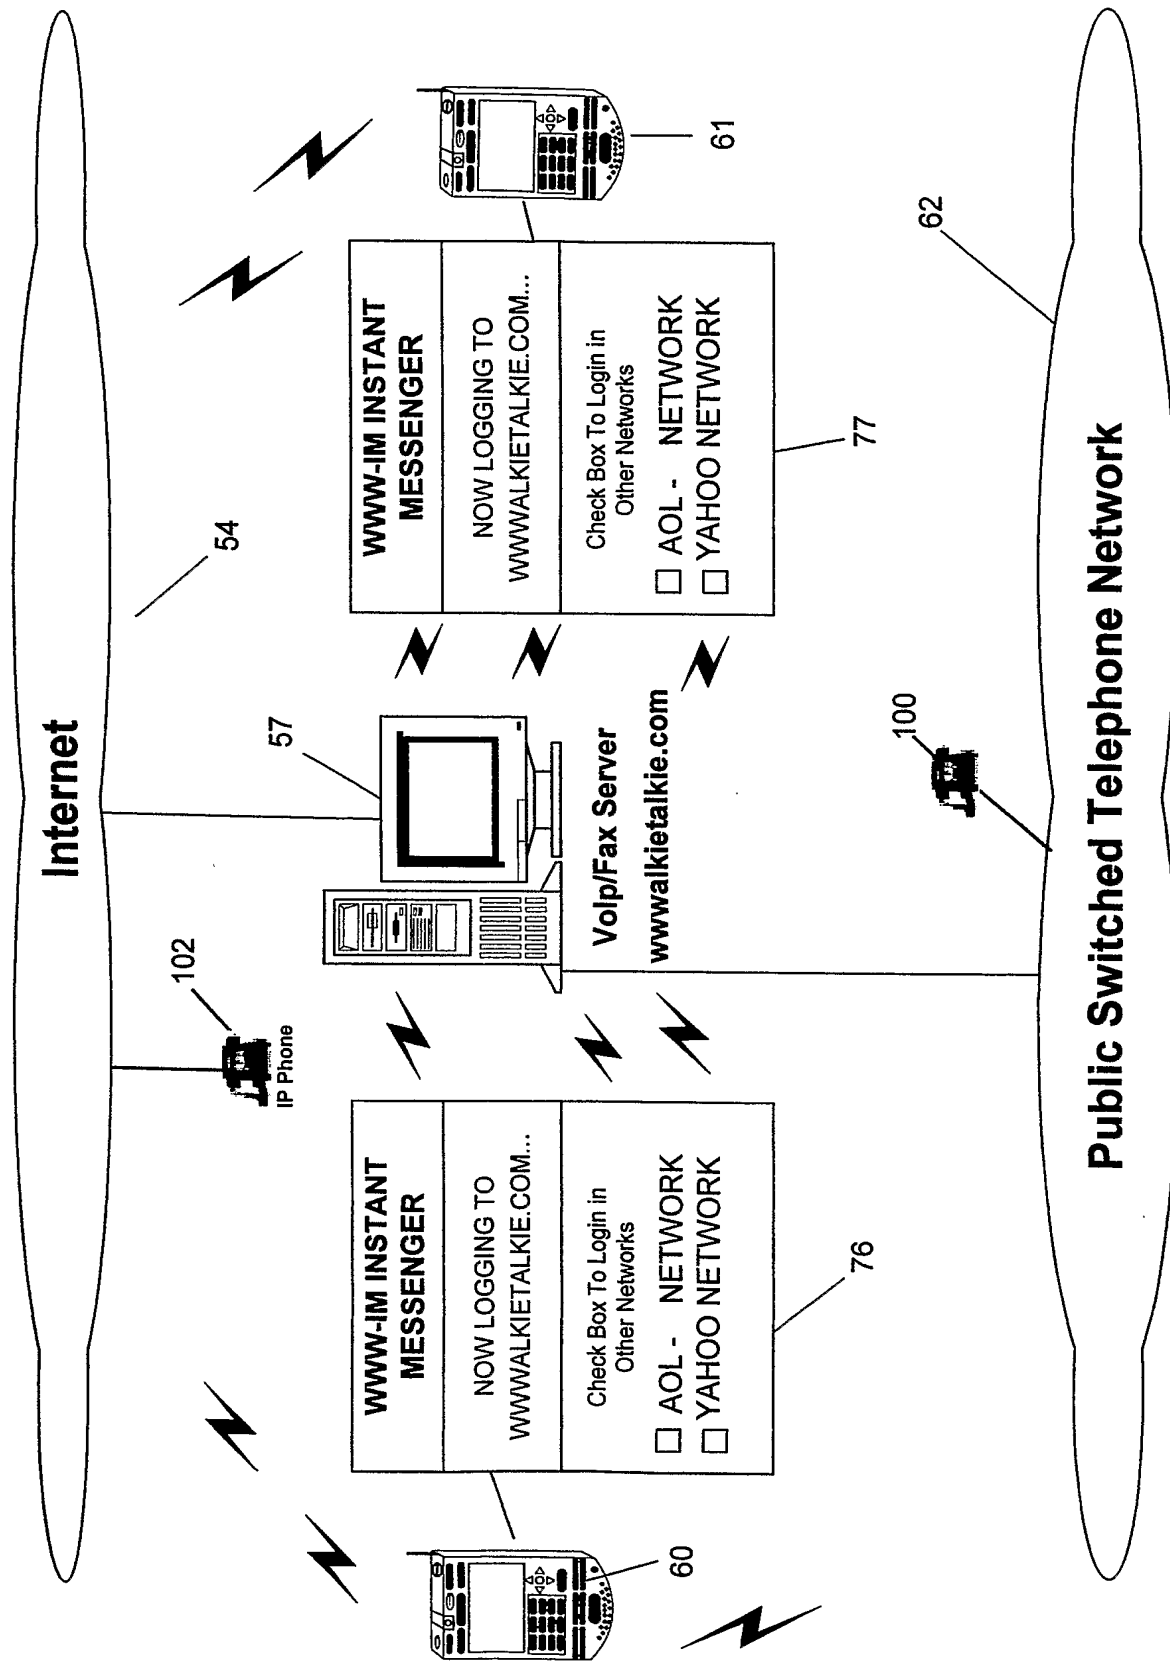 Internet
54
102
IP Phone
57
WWW-IM INSTANT
MESSENGER
NOW LOGGING TO
WWWALKIETALKIE.COM...
Check Box To Login in
Other Networks
AOL - NETWORK
YAHOO NETWORK
76
60
VoIp/Fax Server
wwwalkietalkie.com
WWW-IM INSTANT
MESSENGER
NOW LOGGING TO
WWWALKIETALKIE.COM...
Check Box To Login in
Other Networks
AOL - NETWORK
YAHOO NETWORK
77
61
100
62
Public Switched Telephone Network